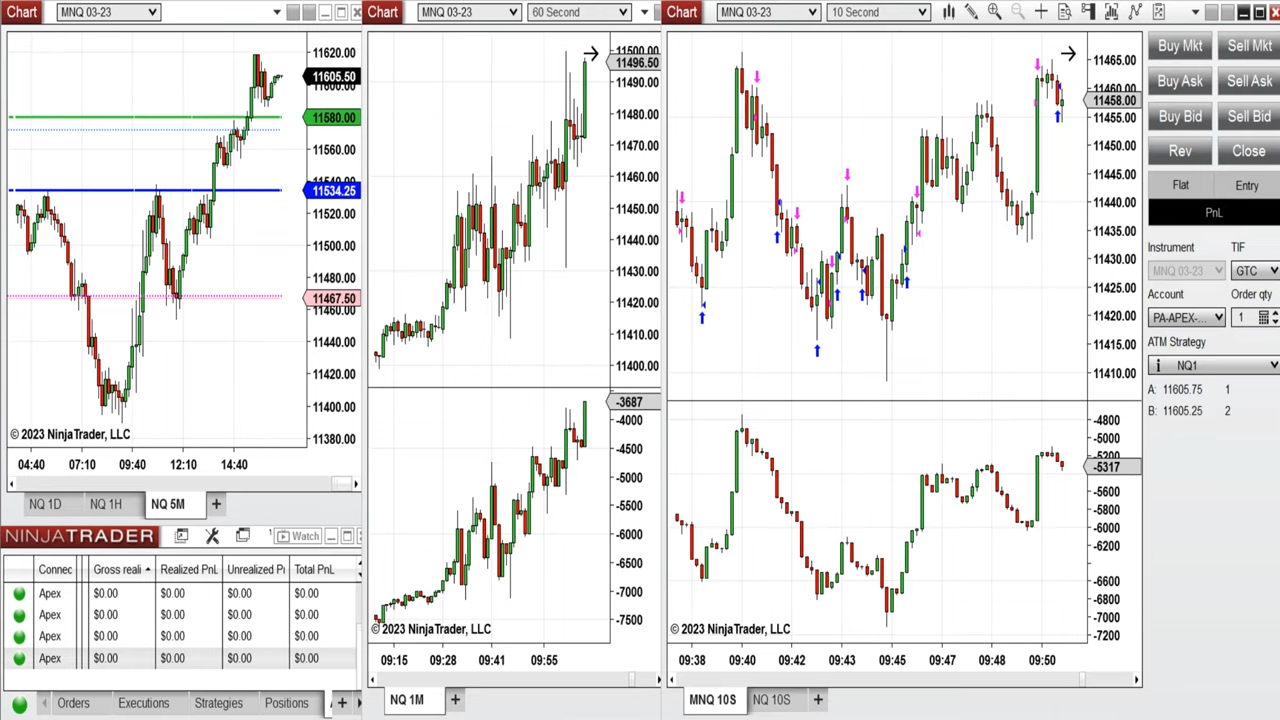 Chart MNQ 03-23
11620.00
11605.50
11600.00
11580.00
11560.00
11540.00
11534.25
11520.00
11500.00
11480.00
11467.50
11460.00
11440.00
11420.00
11400.00
11380.00
© 2023 NinjaTrader, LLC
04:40 07:10 09:40 12:10 14:40
NQ 1D NQ 1H NQ 5M +
NINJATRADER Watch
Connec Gross reali Realized PnL Unrealized P Total PnL
Apex $0.00 $0.00 $0.00 $0.00
Apex $0.00 $0.00 $0.00 $0.00
Apex $0.00 $0.00 $0.00 $0.00
Apex $0.00 $0.00 $0.00 $0.00
Orders Executions Strategies Positions +
Chart MNQ 03-23 60 Second
11500.00
11496.50
11490.00
11480.00
11470.00
11460.00
11450.00
11440.00
11430.00
11420.00
11410.00
11400.00
-3687
-4000
-4500
-5000
-5500
-6000
-6500
-7000
-7500
© 2023 NinjaTrader, LLC
09:15 09:28 09:41 09:55
NQ 1M +
Chart MNQ 03-23 10 Second
11465.00
11460.00
11458.00
11455.00
11450.00
11445.00
11440.00
11435.00
11430.00
11425.00
11420.00
11415.00
11410.00
-4800
-5000
-5317
-5600
-5800
-6000
-6200
-6400
-6600
-6800
-7000
-7200
© 2023 NinjaTrader, LLC
09:38 09:40 09:42 09:43 09:45 09:47 09:48 09:50
MNQ 10S NQ 10S +
Buy Mkt Sell Mkt
Buy Ask Sell Ask
Buy Bid Sell Bid
Rev Close
Flat Entry
PnL
Instrument TIF
MNQ 03-23 GTC
Account Order qty
PA-APEX-... 1
ATM Strategy
NQ1
A: 11605.75 1
B: 11605.25 2